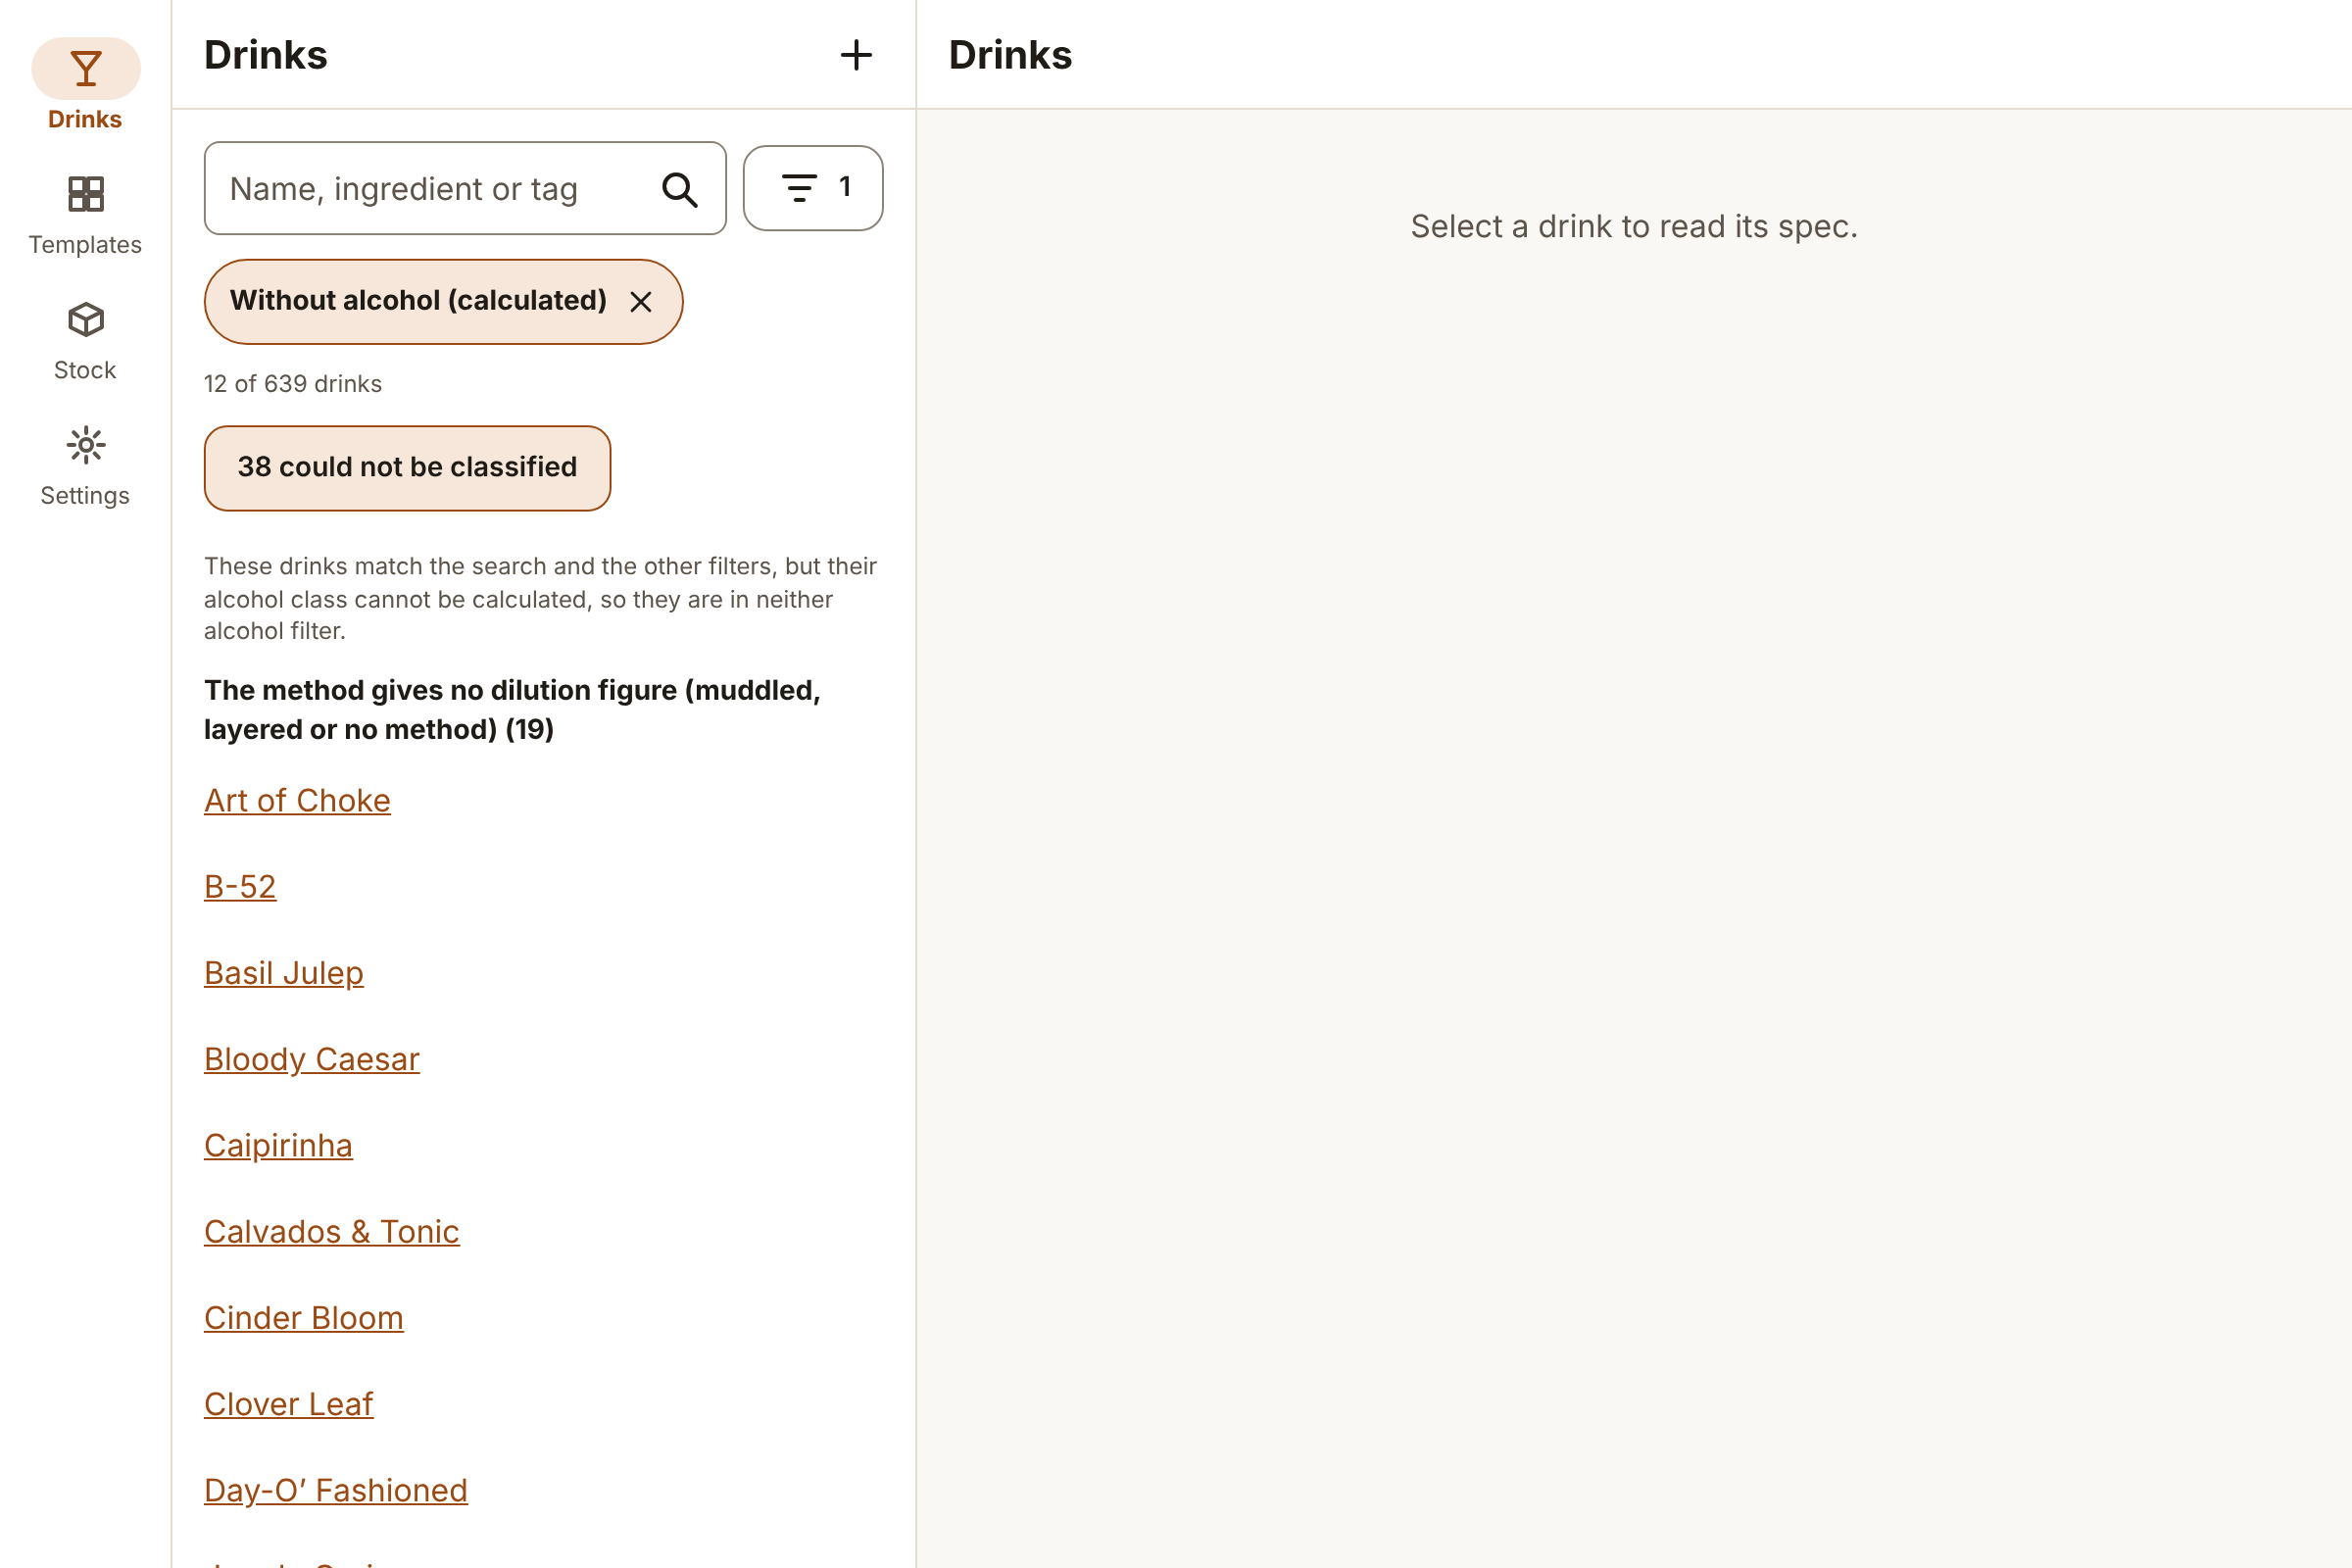 Drinks
Templates
Stock
Settings
Drinks
Name, ingredient or tag
1
Without alcohol (calculated)
12 of 639 drinks
38 could not be classified
These drinks match the search and the other filters, but their
alcohol class cannot be calculated, so they are in neither
alcohol filter.
The method gives no dilution figure (muddled,
layered or no method) (19)
Art of Choke
B-52
Basil Julep
Bloody Caesar
Caipirinha
Calvados & Tonic
Cinder Bloom
Clover Leaf
Day-O’ Fashioned
Drinks
Select a drink to read its spec.